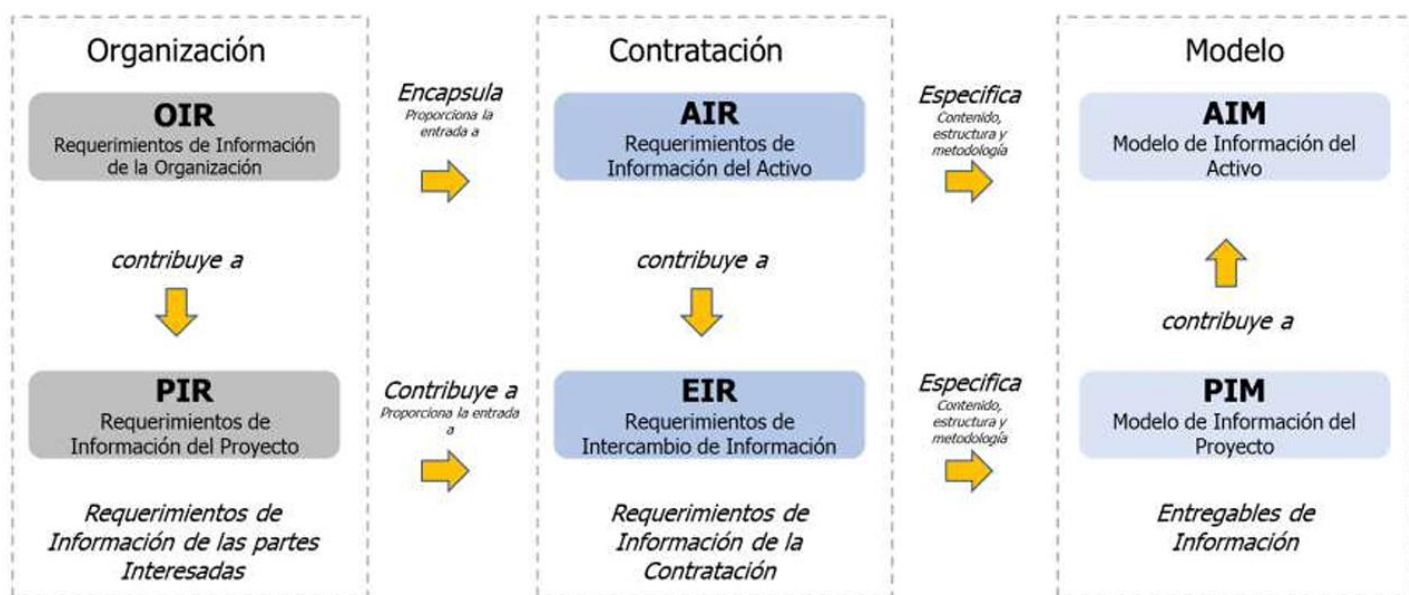 Organización
OIR
Requerimientos de Información
de la Organización
contribuye a
PIR
Requerimientos de
Información del Proyecto
Requerimientos de
Información de las partes
Interesadas
Encapsula
Proporciona la
entrada a
Contribuye a
Proporciona la entrada
a
Contratación
AIR
Requerimientos de
Información del Activo
contribuye a
EIR
Requerimientos de
Intercambio de Información
Requerimientos de
Información de la
Contratación
Especifica
Contenido,
estructura y
metodología
Especifica
Contenido,
estructura y
metodología
Modelo
AIM
Modelo de Información del
Activo
contribuye a
PIM
Modelo de Información del
Proyecto
Entregables de
Información